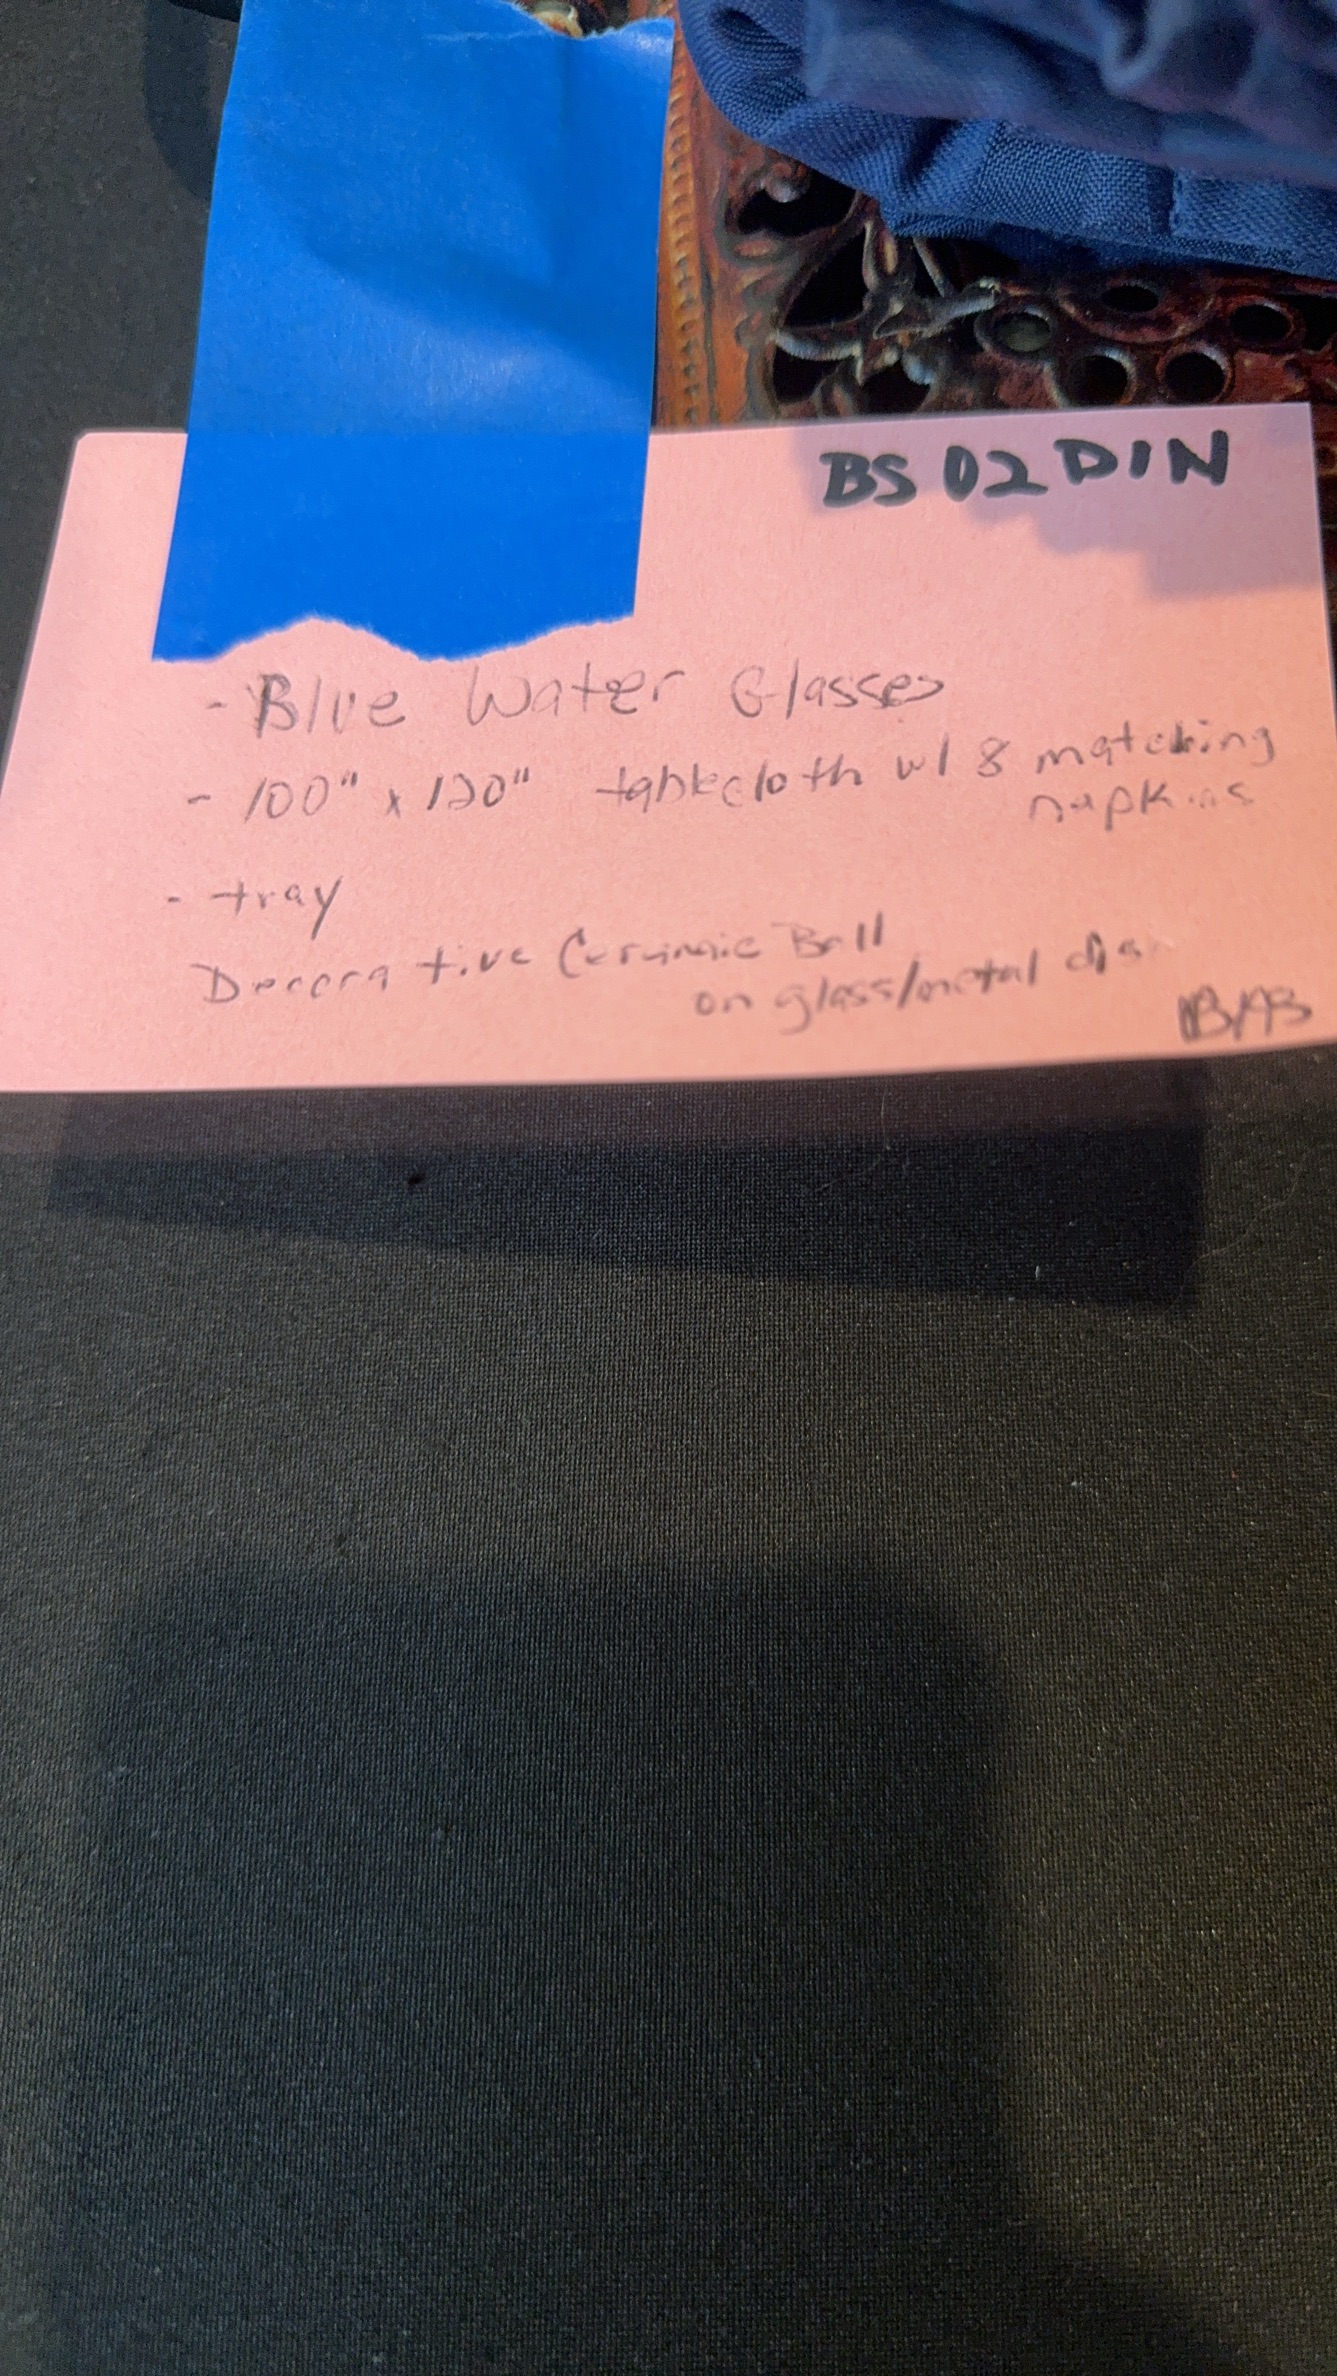 BS 02 DIN
- Blue Water Glasses
- 100" x 120" tablecloth w/ 8 matching
napkins
- tray
Decorative Ceramic Ball
on glass/metal